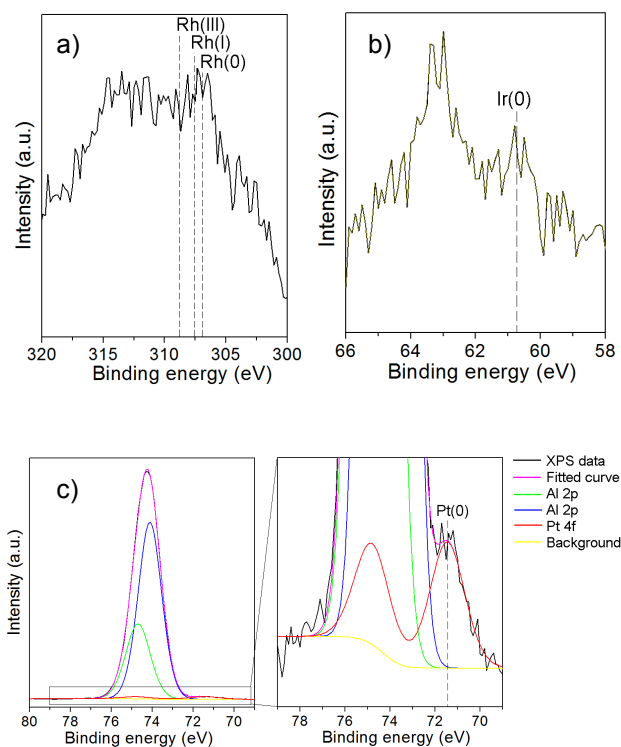 a)
Rh(III)
Rh(I)
Rh(0)
Intensity (a.u.)
320 315 310 305 300
Binding energy (eV)
b)
Ir(0)
Intensity (a.u.)
66 64 62 60 58
Binding energy (eV)
c)
Intensity (a.u.)
80 78 76 74 72 70
Binding energy (eV)
Pt(0)
78 76 74 72 70
Binding energy (eV)
XPS data
Fitted curve
Al 2p
Al 2p
Pt 4f
Background